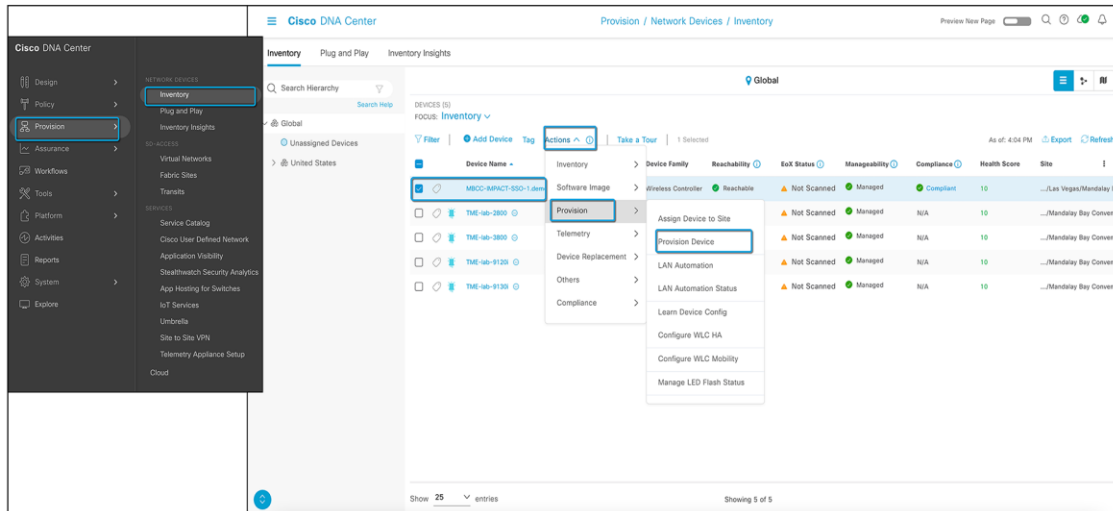 Cisco DNA Center
Design
Policy
Provision
Assurance
Workflows
Tools
Platform
Activities
Reports
System
Explore
NETWORK DEVICES
Inventory
Plug and Play
Inventory Insights
SD-ACCESS
Virtual Networks
Fabric Sites
Transits
SERVICES
Service Catalog
Cisco User Defined Network
Application Visibility
Stealthwatch Security Analytics
App Hosting for Switches
IoT Services
Umbrella
Site to Site VPN
Telemetry Appliance Setup
Cloud
Cisco DNA Center
Provision / Network Devices / Inventory
Preview New Page
Inventory Plug and Play Inventory Insights
Search Hierarchy
Search Help
Global
Unassigned Devices
United States
Global
DEVICES (5)
FOCUS: Inventory
Filter Add Device Tag Actions Take a Tour 1 Selected As of: 4:04 PM Export Refresh
Device Name Device Family Reachability EoX Status Manageability Compliance Health Score Site
MBCC-IMPACT-SSO-1.dem Wireless Controller Reachable Not Scanned Managed Compliant 10 .../Las Vegas/Mandalay
TME-lab-2800 Not Scanned Managed N/A 10 .../Mandalay Bay Conver
TME-lab-3800 Not Scanned Managed N/A 10 .../Mandalay Bay Conver
TME-lab-9120i Not Scanned Managed N/A 10 .../Mandalay Bay Conver
TME-lab-9130i Not Scanned Managed N/A 10 .../Mandalay Bay Conver
Inventory
Software Image
Provision
Telemetry
Device Replacement
Others
Compliance
Assign Device to Site
Provision Device
LAN Automation
LAN Automation Status
Learn Device Config
Configure WLC HA
Configure WLC Mobility
Manage LED Flash Status
Show 25 entries
Showing 5 of 5